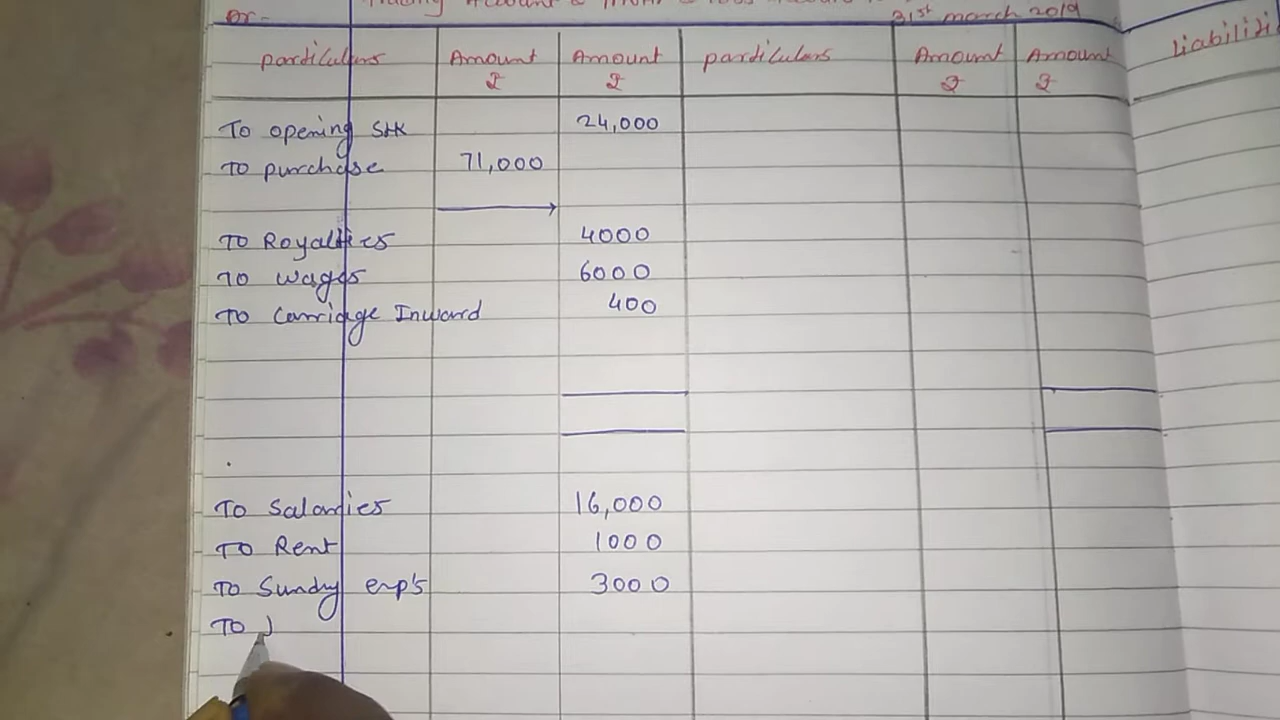 Dr-
31st march 2019
particulars Amount ₹ Amount ₹ particulars Amount ₹ Amount ₹
liabiliti
To opening Stk 24,000
To purchase 71,000
To Royalties 4000
To wages 6000
To Carriage Inward 400
To Salaries 16,000
To Rent 1000
To Sundry exp's 3000
To